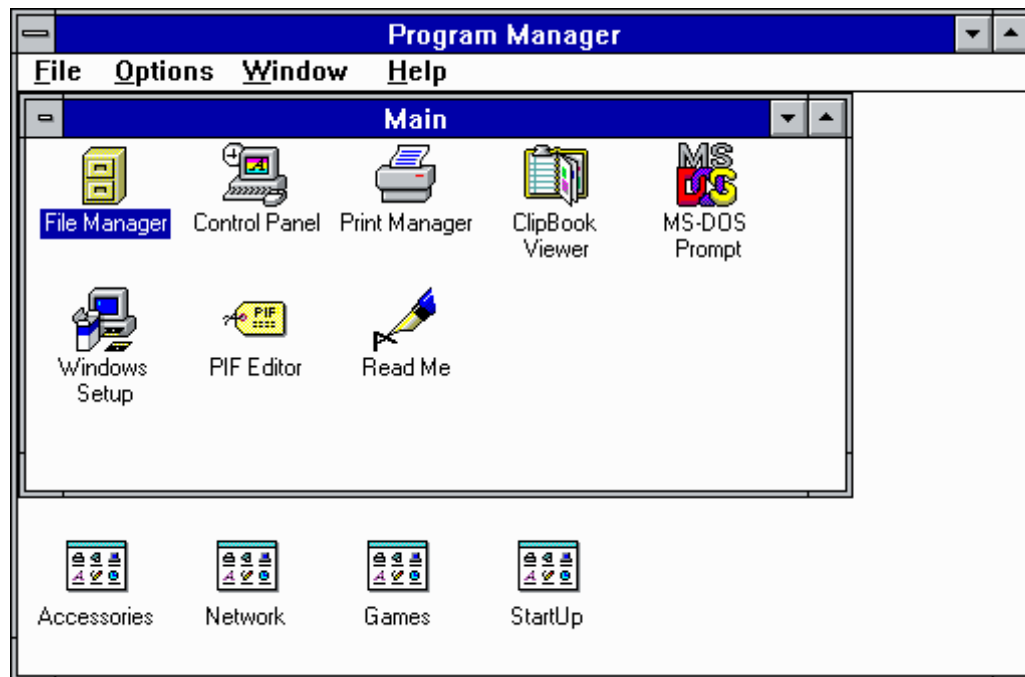 Program Manager
File Options Window Help
Main
File Manager Control Panel Print Manager ClipBook Viewer MS-DOS Prompt
Windows Setup PIF Editor Read Me
Accessories Network Games StartUp